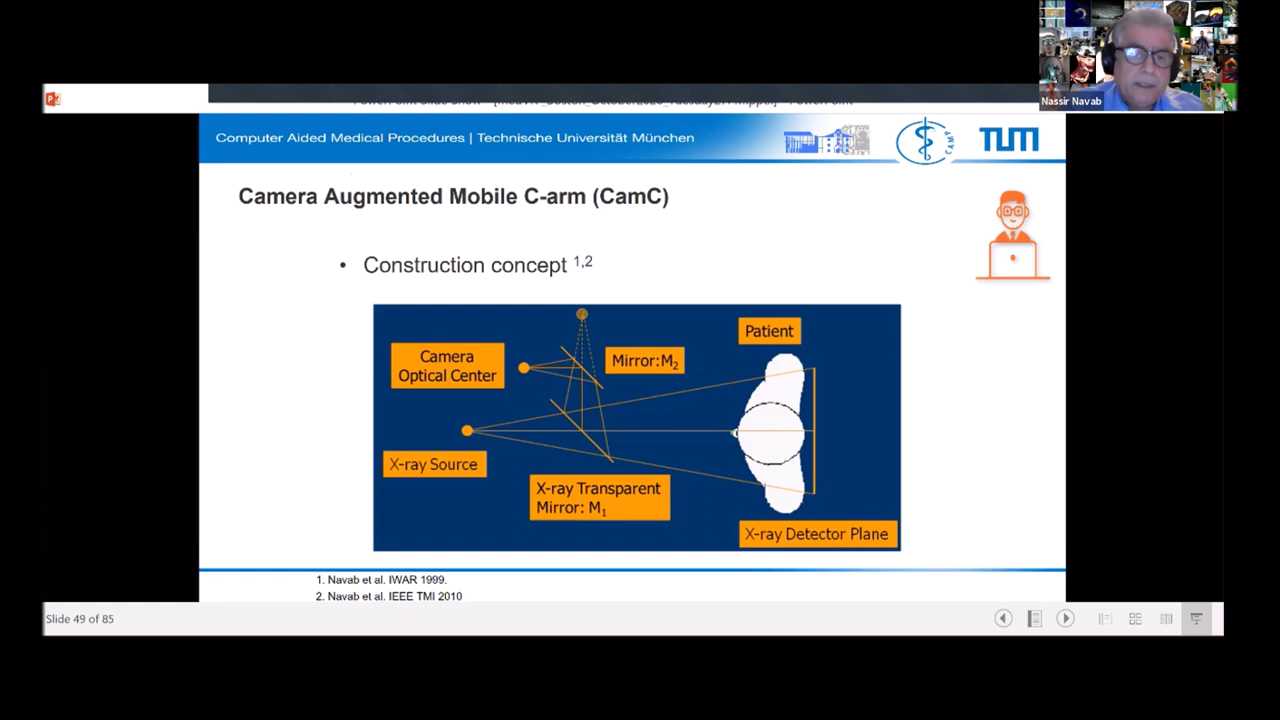 Nassir Navab
Computer Aided Medical Procedures | Technische Universität München
CAMP
TUM
Camera Augmented Mobile C-arm (CamC)
• Construction concept 1,2
Patient
Camera
Optical Center
Mirror:M2
X-ray Source
X-ray Transparent
Mirror: M1
X-ray Detector Plane
1. Navab et al. IWAR 1999.
2. Navab et al. IEEE TMI 2010
Slide 49 of 85